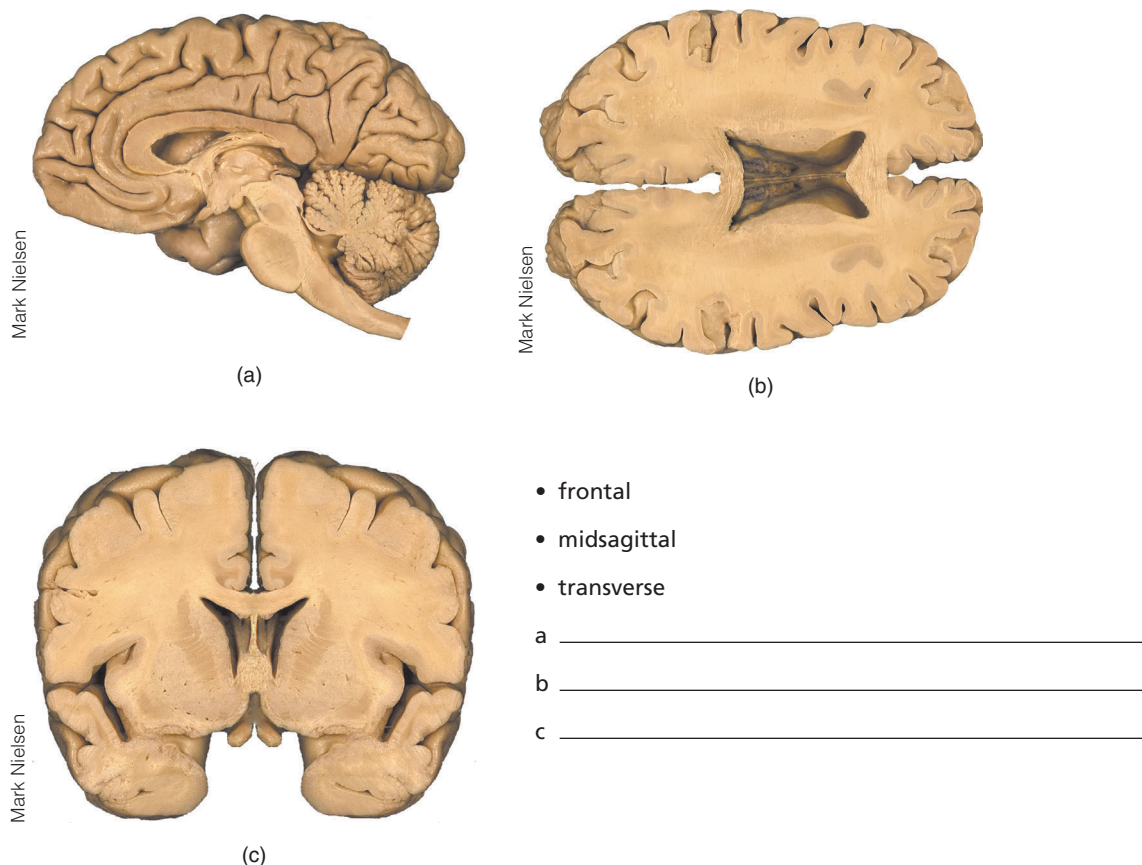 Mark Nielsen
(a)
Mark Nielsen
(b)
Mark Nielsen
(c)
• frontal
• midsagittal
• transverse
a
b
c